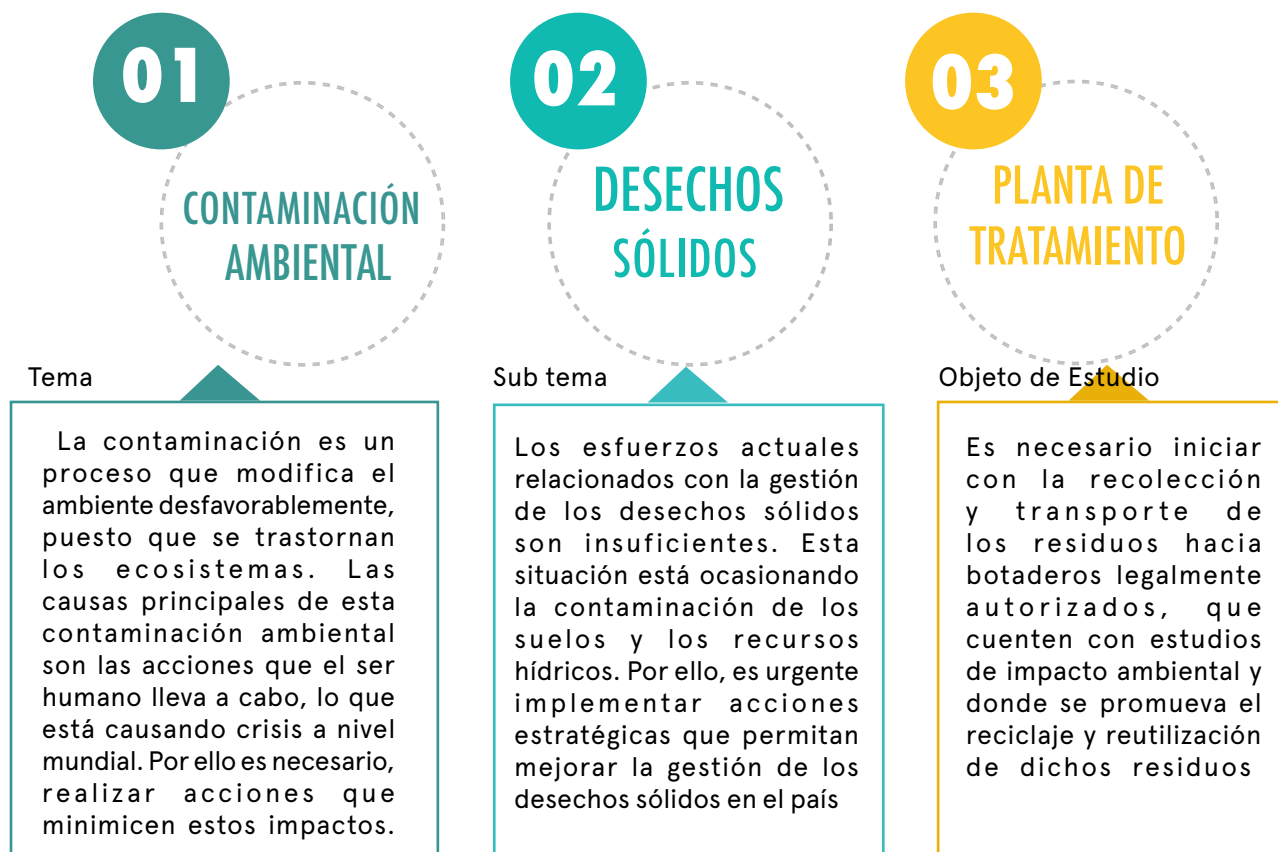 01
CONTAMINACIÓN
AMBIENTAL
Tema
La contaminación es un
proceso que modifica el
ambiente desfavorablemente,
puesto que se trastornan
los ecosistemas. Las
causas principales de esta
contaminación ambiental
son las acciones que el ser
humano lleva a cabo, lo que
está causando crisis a nivel
mundial. Por ello es necesario,
realizar acciones que
minimicen estos impactos.
02
DESECHOS
SÓLIDOS
Sub tema
Los esfuerzos actuales
relacionados con la gestión
de los desechos sólidos
son insuficientes. Esta
situación está ocasionando
la contaminación de los
suelos y los recursos
hídricos. Por ello, es urgente
implementar acciones
estratégicas que permitan
mejorar la gestión de los
desechos sólidos en el país
03
PLANTA DE
TRATAMIENTO
Objeto de Estudio
Es necesario iniciar
con la recolección
y transporte de
los residuos hacia
botaderos legalmente
autorizados, que
cuenten con estudios
de impacto ambiental y
donde se promueva el
reciclaje y reutilización
de dichos residuos